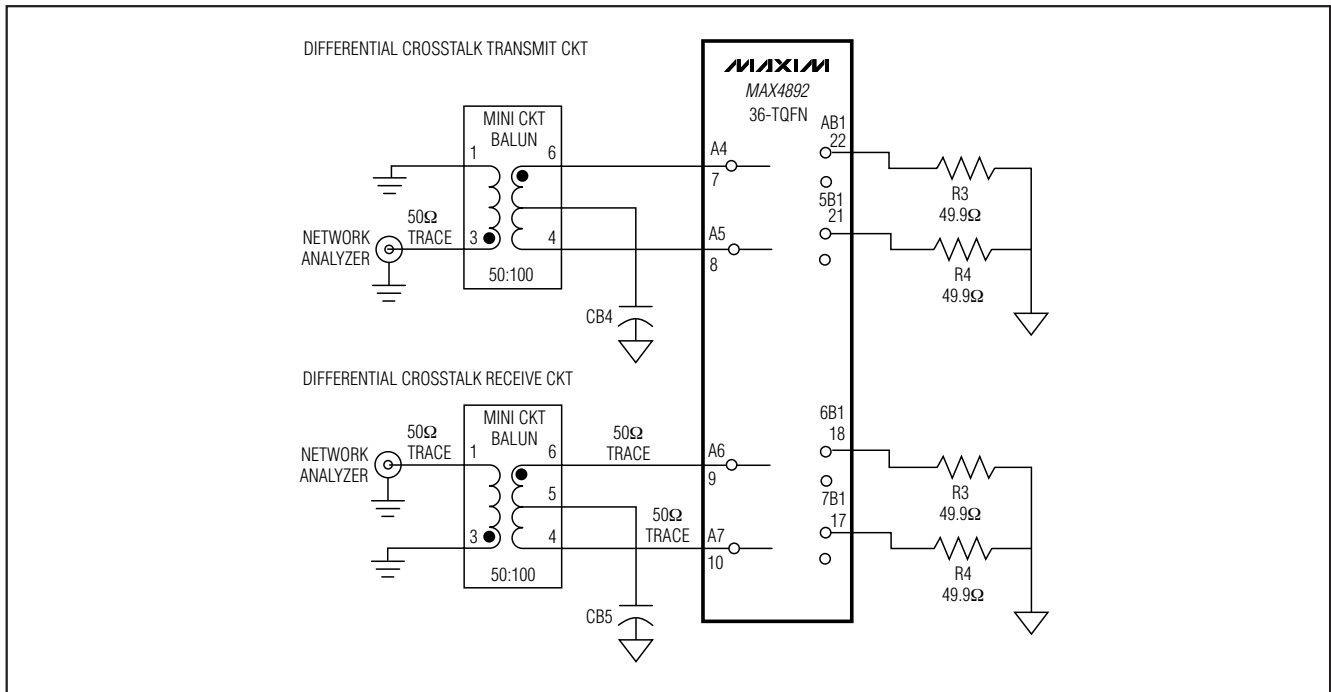 DIFFERENTIAL CROSSTALK TRANSMIT CKT
MAXIM
MAX4892
36-TQFN
MINI CKT
BALUN
1
6
A4
7
AB1
22
R3
49.9Ω
50Ω
TRACE
NETWORK
ANALYZER
3
4
A5
8
5B1
21
R4
49.9Ω
50:100
CB4
DIFFERENTIAL CROSSTALK RECEIVE CKT
MINI CKT
BALUN
50Ω
TRACE
NETWORK
ANALYZER
1
6
50Ω
TRACE
A6
9
6B1
18
R3
49.9Ω
5
3
4
50Ω
TRACE
A7
10
7B1
17
R4
49.9Ω
50:100
CB5